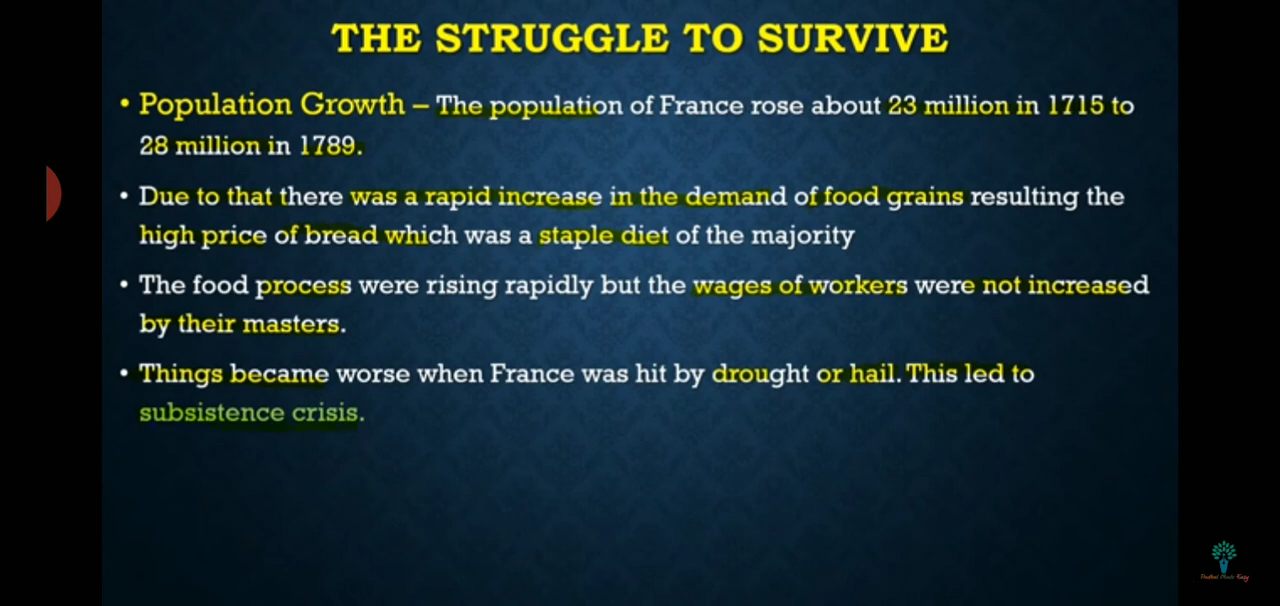 THE STRUGGLE TO SURVIVE
• Population Growth – The population of France rose about 23 million in 1715 to
28 million in 1789.
• Due to that there was a rapid increase in the demand of food grains resulting the
high price of bread which was a staple diet of the majority
• The food process were rising rapidly but the wages of workers were not increased
by their masters.
• Things became worse when France was hit by drought or hail. This led to
subsistence crisis.
Made Easy